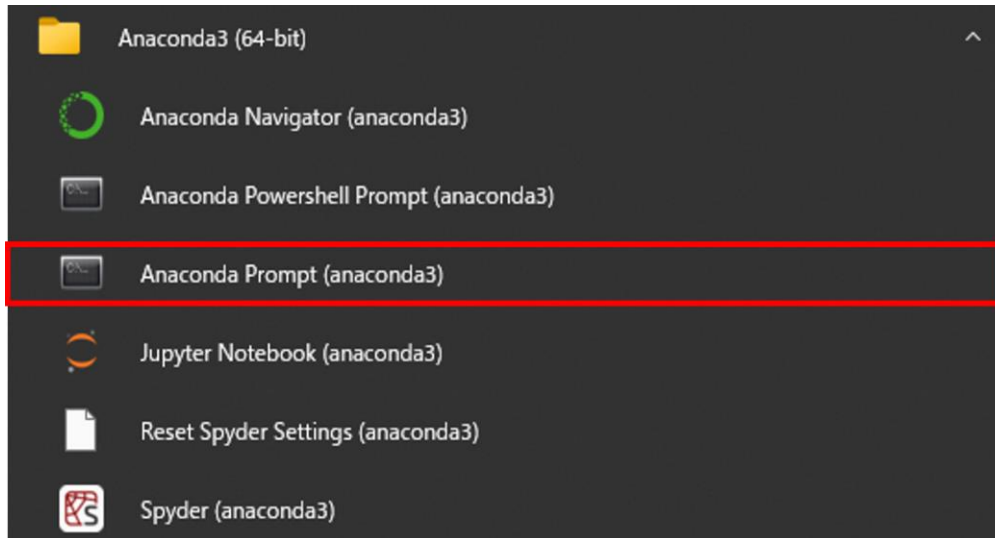 Anaconda3 (64-bit)
Anaconda Navigator (anaconda3)
Anaconda Powershell Prompt (anaconda3)
Anaconda Prompt (anaconda3)
Jupyter Notebook (anaconda3)
Reset Spyder Settings (anaconda3)
Spyder (anaconda3)